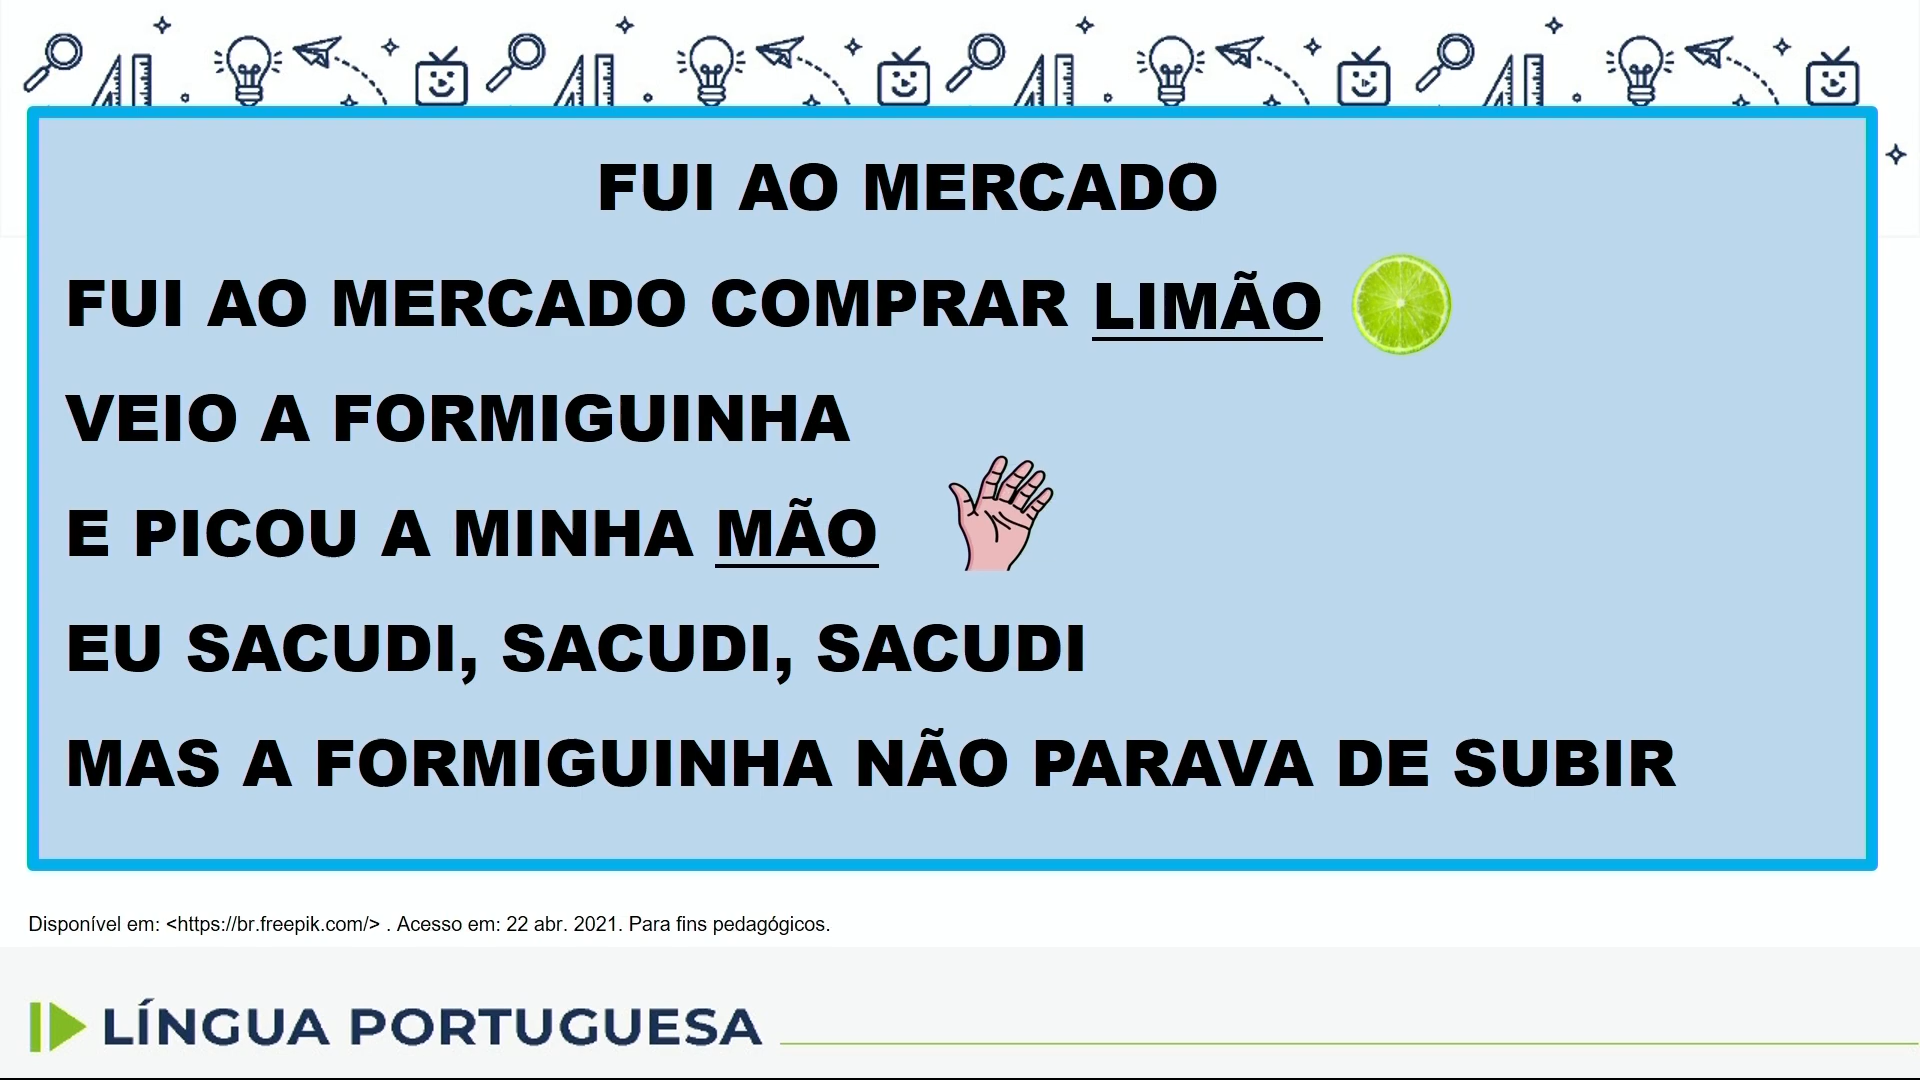 FUI AO MERCADO
FUI AO MERCADO COMPRAR LIMÃO
VEIO A FORMIGUINHA
E PICOU A MINHA MÃO
EU SACUDI, SACUDI, SACUDI
MAS A FORMIGUINHA NÃO PARAVA DE SUBIR
Disponível em: <https://br.freepik.com/> . Acesso em: 22 abr. 2021. Para fins pedagógicos.
LÍNGUA PORTUGUESA